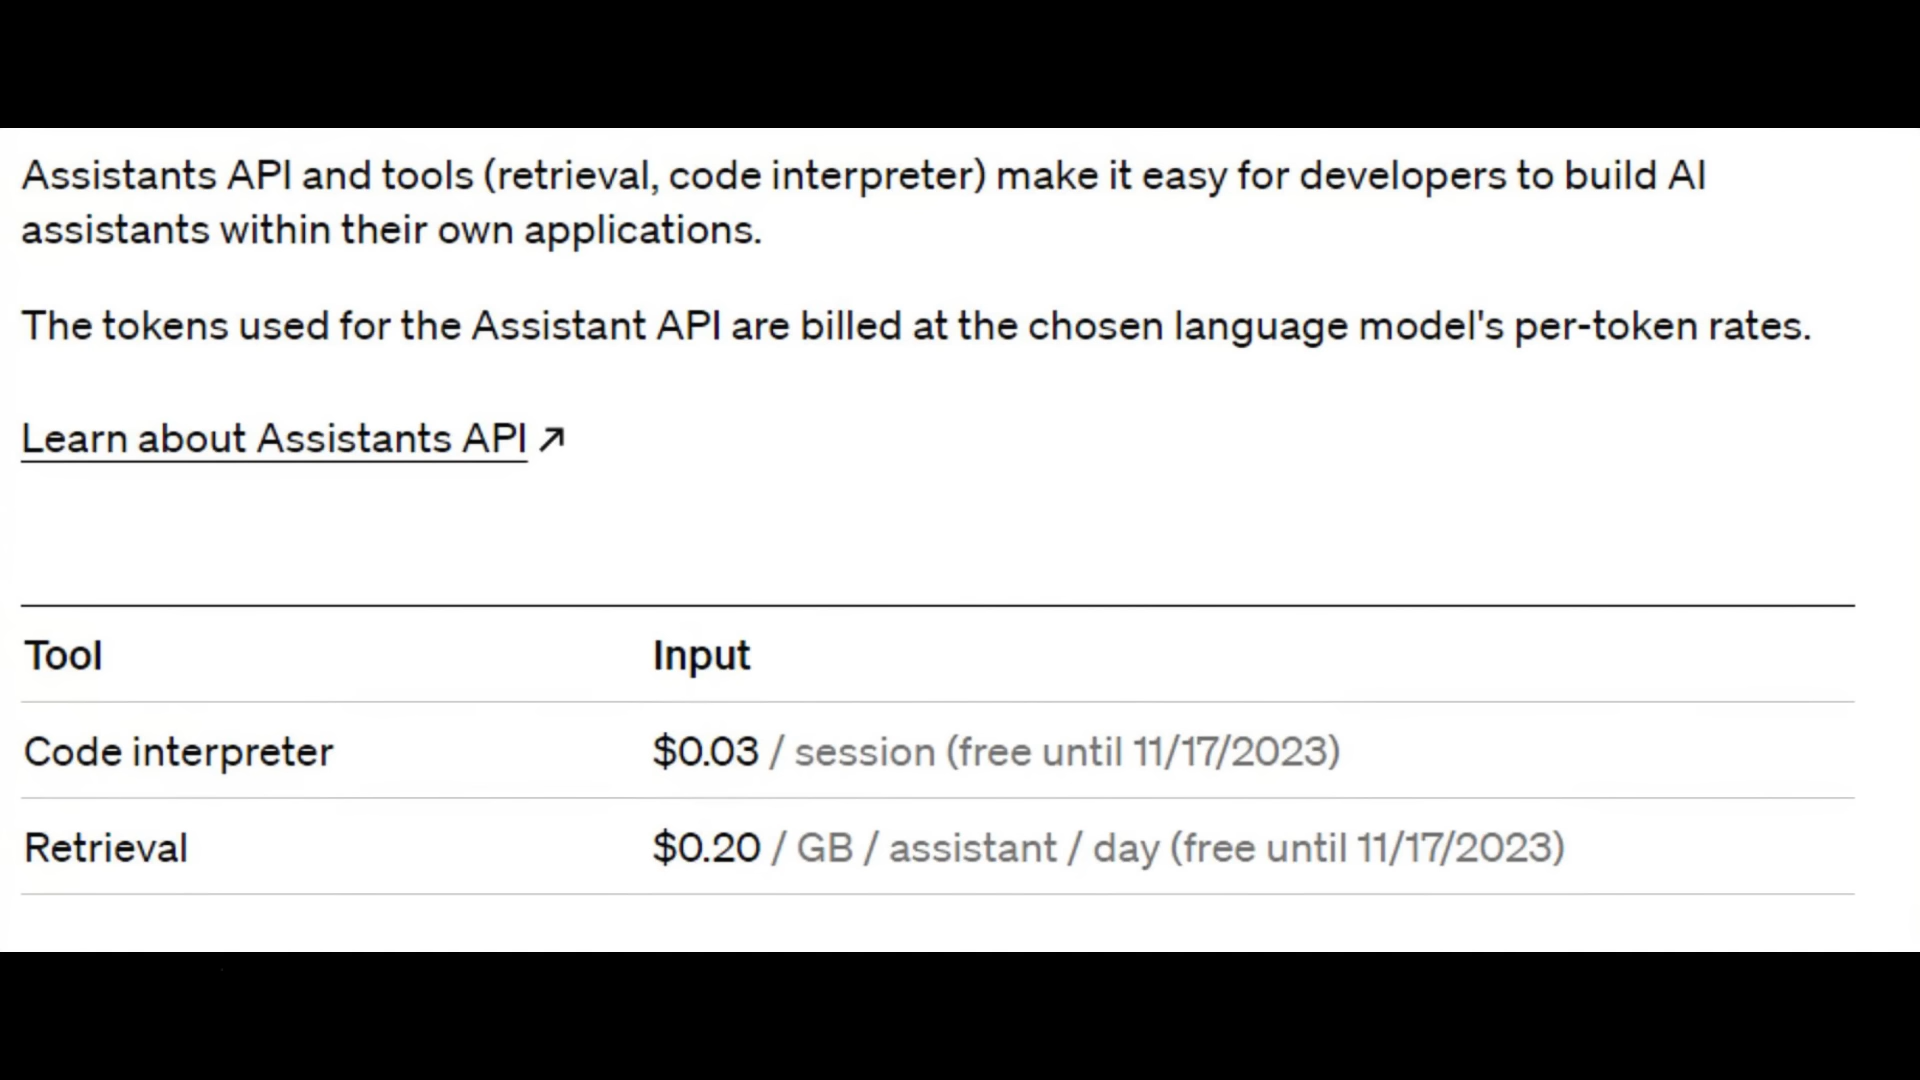 Assistants API and tools (retrieval, code interpreter) make it easy for developers to build AI
assistants within their own applications.
The tokens used for the Assistant API are billed at the chosen language model's per-token rates.
Learn about Assistants API ↗
Tool Input
Code interpreter $0.03 / session (free until 11/17/2023)
Retrieval $0.20 / GB / assistant / day (free until 11/17/2023)